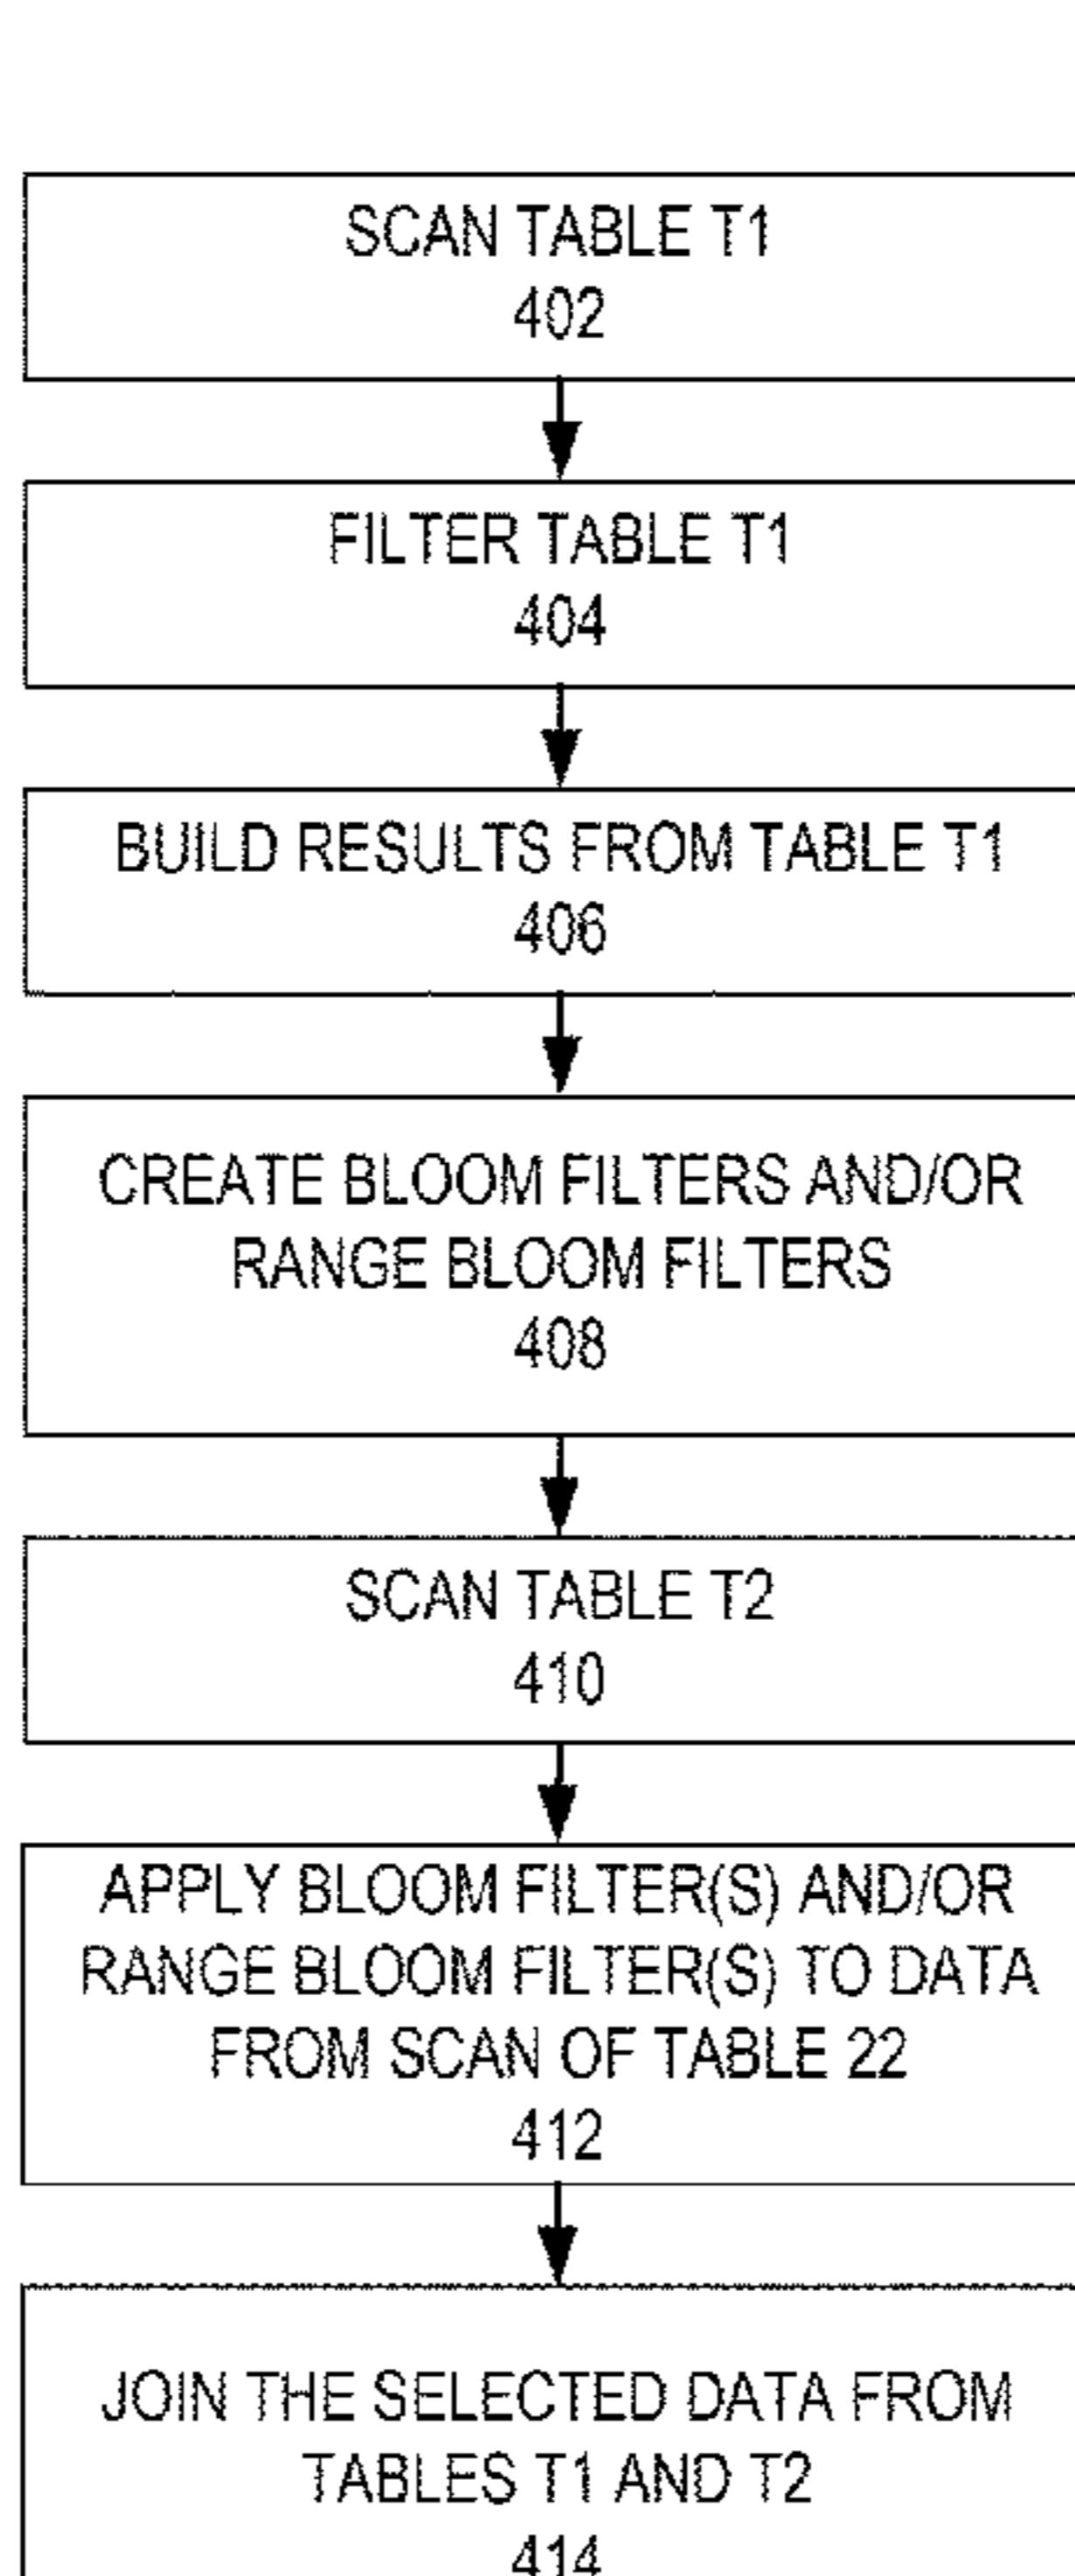 SCAN TABLE T1
402
FILTER TABLE T1
404
BUILD RESULTS FROM TABLE T1
406
CREATE BLOOM FILTERS AND/OR
RANGE BLOOM FILTERS
408
SCAN TABLE T2
410
APPLY BLOOM FILTER(S) AND/OR
RANGE BLOOM FILTER(S) TO DATA
FROM SCAN OF TABLE 22
412
JOIN THE SELECTED DATA FROM
TABLES T1 AND T2
414